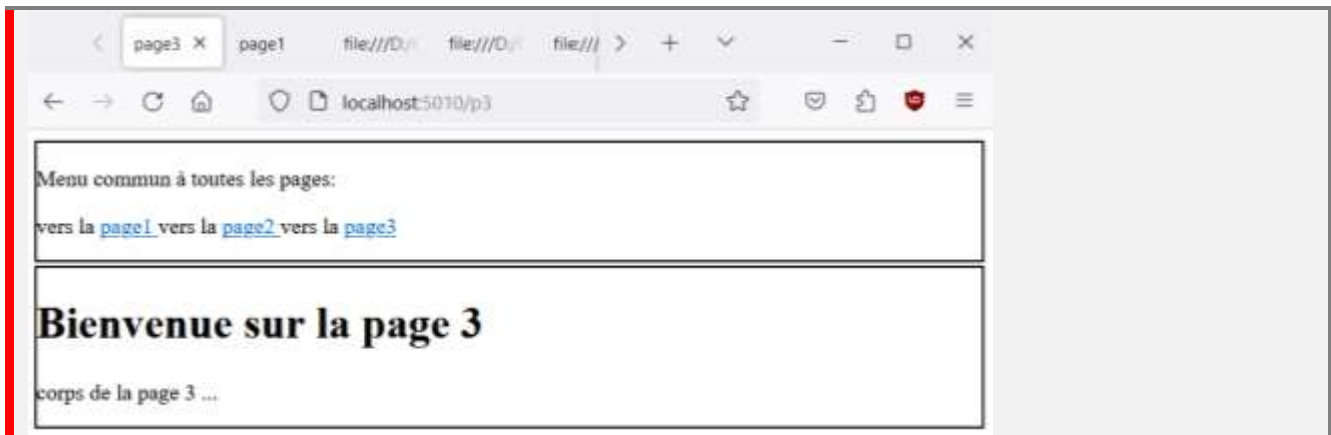 page3 page1 file:///D:/ file:///D:/ file:///
localhost:5010/p3
Menu commun à toutes les pages:
vers la page1 vers la page2 vers la page3
Bienvenue sur la page 3
corps de la page 3 ...